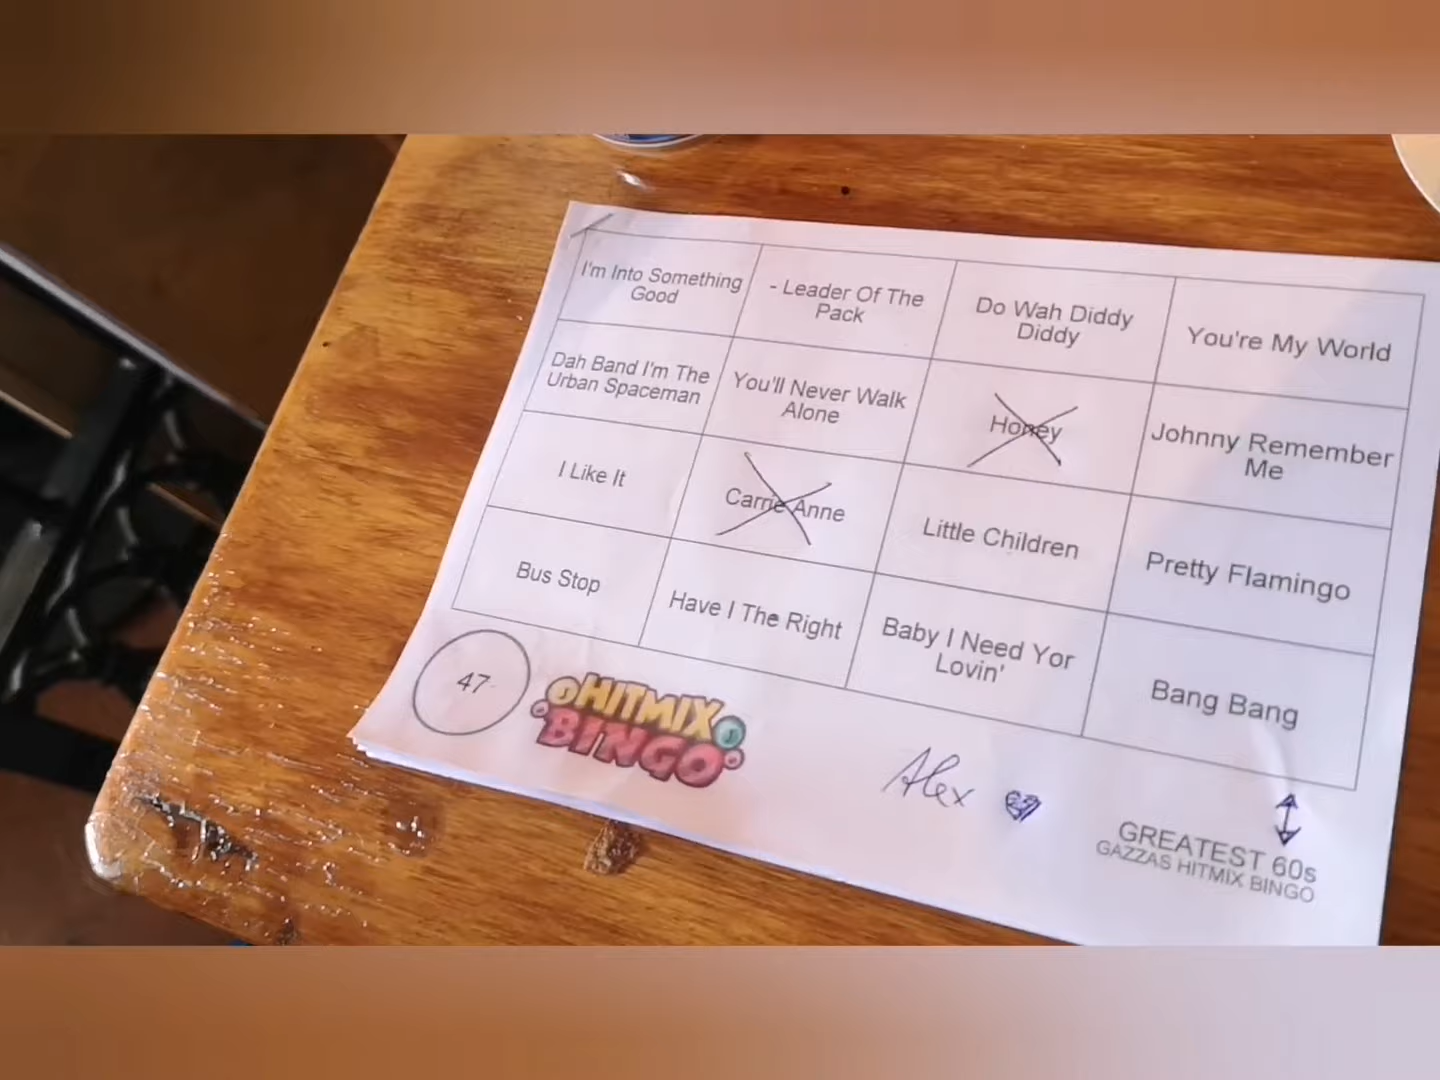 I'm Into Something
Good
- Leader Of The
Pack
Do Wah Diddy
Diddy
You're My World
Dah Band I'm The
Urban Spaceman
You'll Never Walk
Alone
Honey
Johnny Remember
Me
I Like It
Carrie Anne
Little Children
Pretty Flamingo
Bus Stop
Have I The Right
Baby I Need Yor
Lovin'
Bang Bang
47
HITMIX
BINGO
Alex
GREATEST 60s
GAZZAS HITMIX BINGO